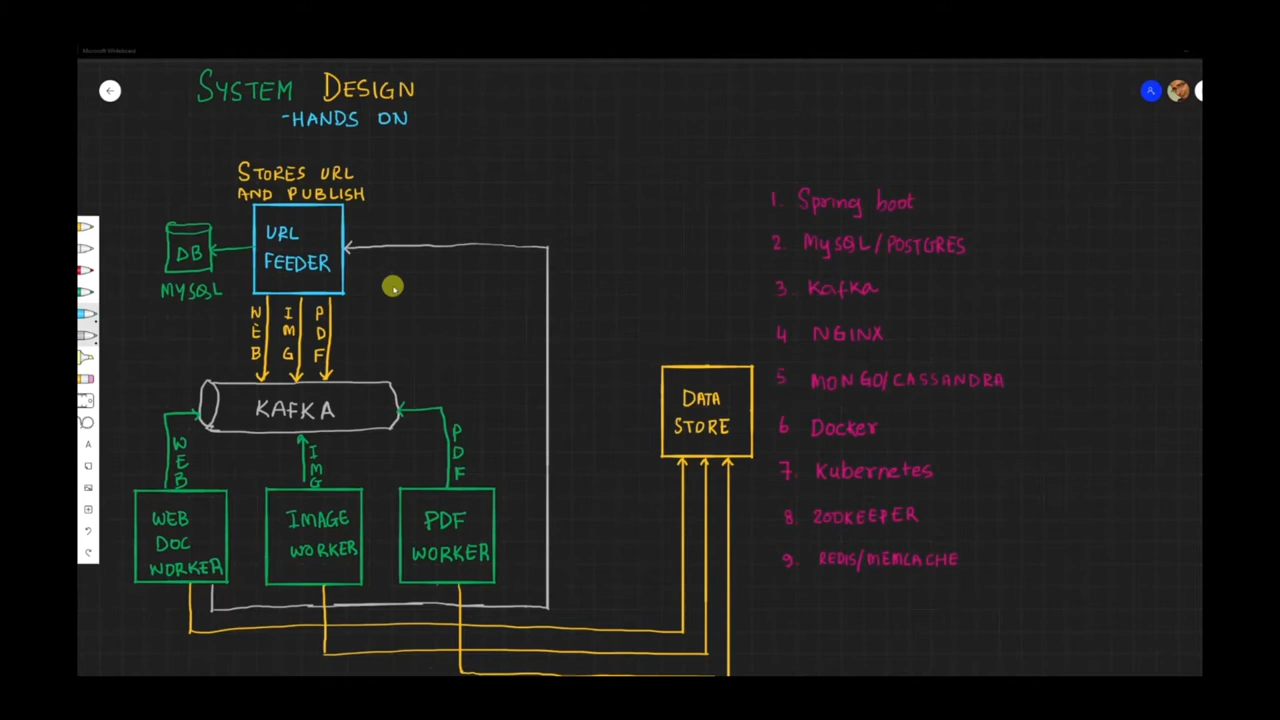 Microsoft Whiteboard
SYSTEM DESIGN
-HANDS ON
STORES URL
AND PUBLISH
URL
FEEDER
DB
MYSQL
WEB
IMG
PDF
KAFKA
WEB
IMG
PDF
WEB
DOC
WORKER
IMAGE
WORKER
PDF
WORKER
DATA
STORE
1. Spring boot
2. MySQL/POSTGRES
3. Kafka
4 NGINX
5 MONGO/CASSANDRA
6 Docker
7. Kubernetes
8. ZOOKEEPER
9. REDIS/MEMCACHE
A